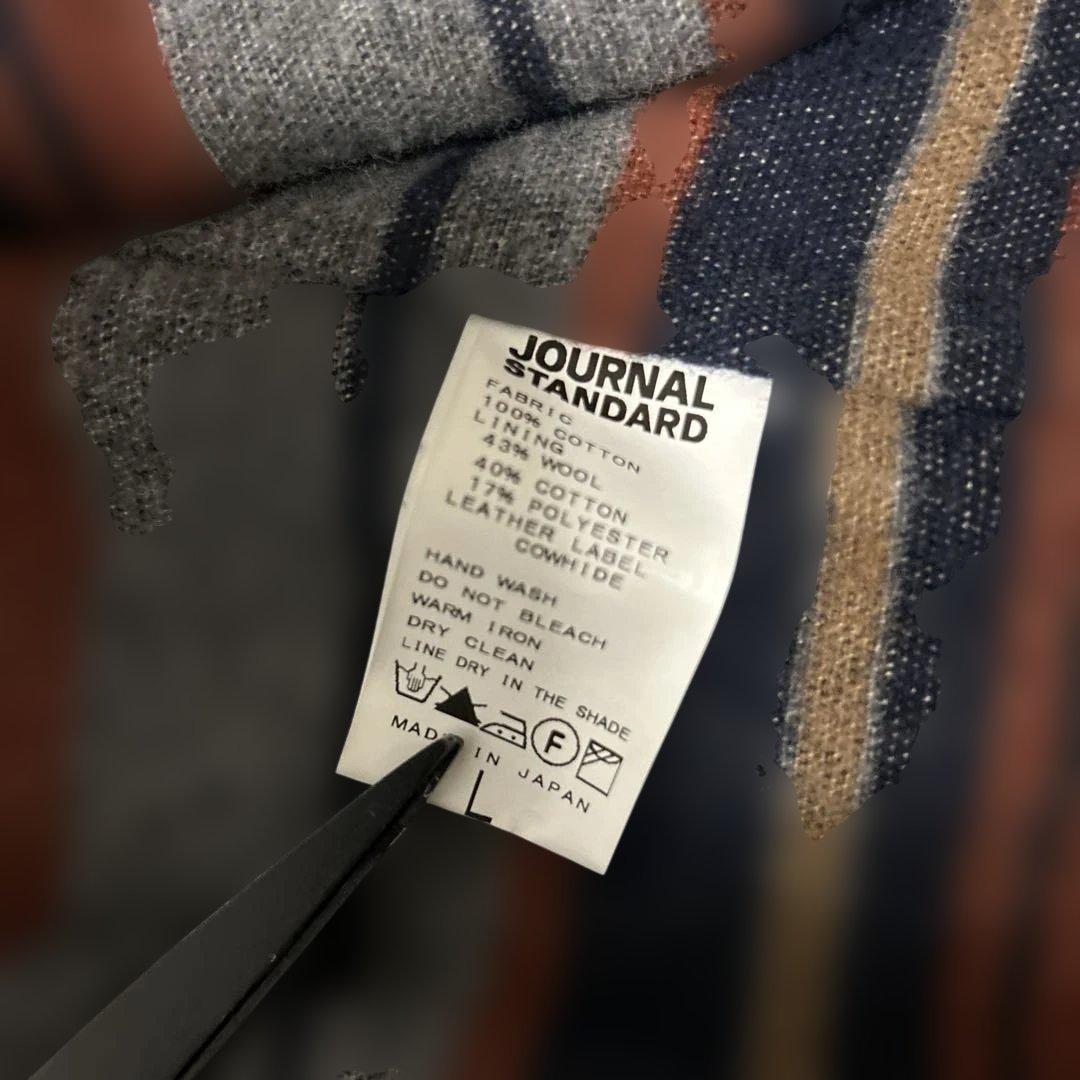 JOURNAL
STANDARD
FABRIC
100% COTTON
LINING
43% WOOL
40% COTTON
17% POLYESTER
LEATHER LABEL
COWHIDE
HAND WASH
DO NOT BLEACH
WARM IRON
DRY CLEAN
LINE DRY IN THE SHADE
F
MADE IN JAPAN
L